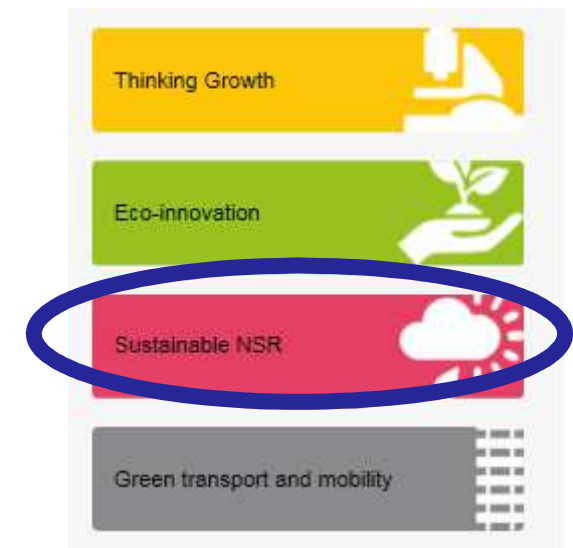 Thinking Growth
Eco-innovation
Sustainable NSR
Green transport and mobility